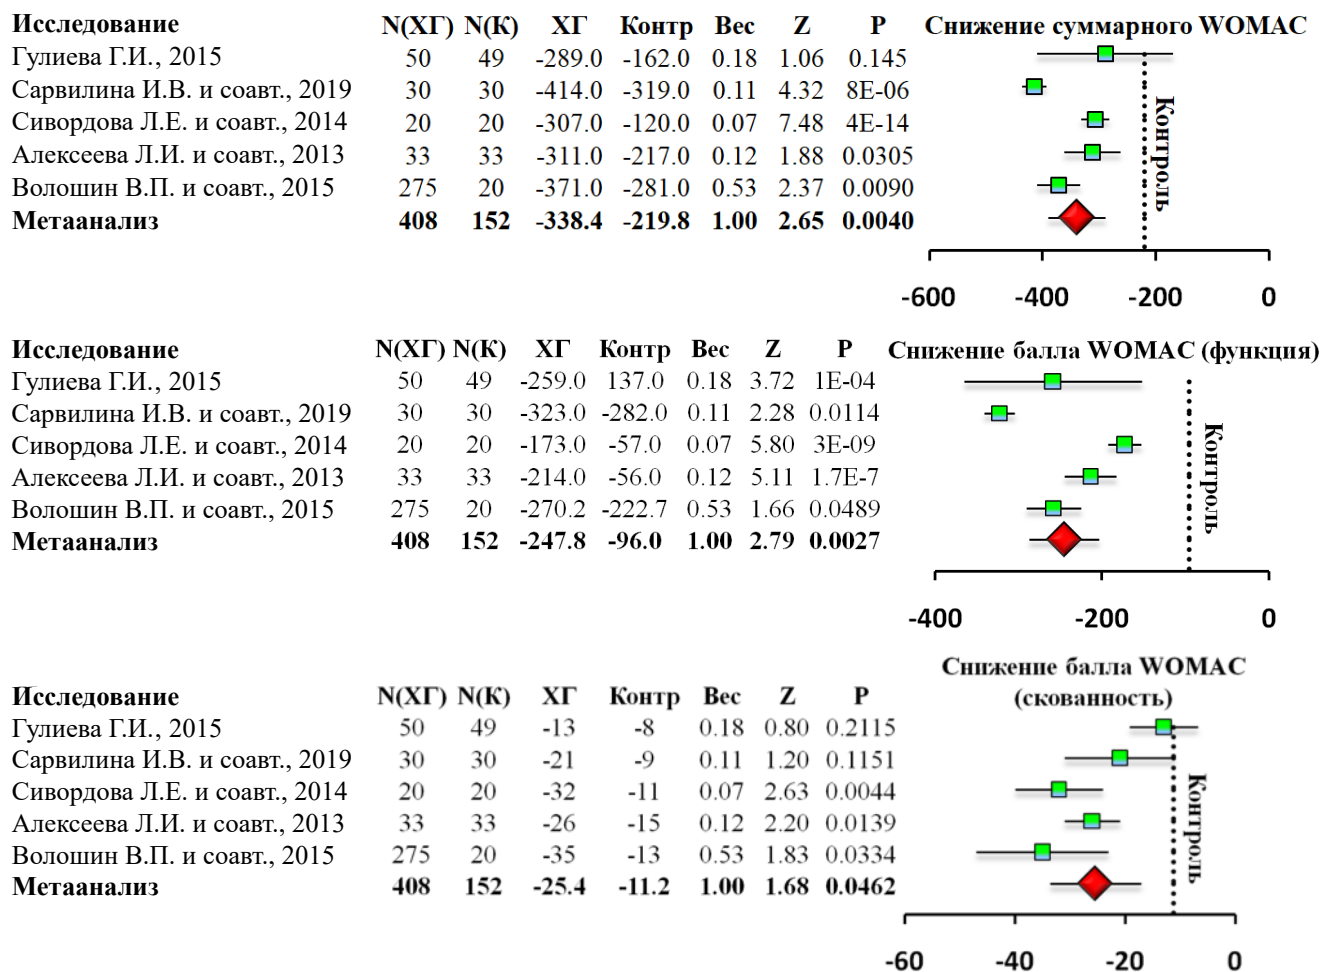 Исследование N(ХГ) N(К) ХГ Контр Вес Z P Снижение суммарного WOMAC
Гулиева Г.И., 2015 50 49 -289.0 -162.0 0.18 1.06 0.145
Сарвилина И.В. и соавт., 2019 30 30 -414.0 -319.0 0.11 4.32 8E-06
Сивордова Л.Е. и соавт., 2014 20 20 -307.0 -120.0 0.07 7.48 4E-14
Алексеева Л.И. и соавт., 2013 33 33 -311.0 -217.0 0.12 1.88 0.0305
Волошин В.П. и соавт., 2015 275 20 -371.0 -281.0 0.53 2.37 0.0090
Метаанализ 408 152 -338.4 -219.8 1.00 2.65 0.0040
Контроль
-600 -400 -200 0
Исследование N(ХГ) N(К) ХГ Контр Вес Z P Снижение балла WOMAC (функция)
Гулиева Г.И., 2015 50 49 -259.0 137.0 0.18 3.72 1E-04
Сарвилина И.В. и соавт., 2019 30 30 -323.0 -282.0 0.11 2.28 0.0114
Сивордова Л.Е. и соавт., 2014 20 20 -173.0 -57.0 0.07 5.80 3E-09
Алексеева Л.И. и соавт., 2013 33 33 -214.0 -56.0 0.12 5.11 1.7E-7
Волошин В.П. и соавт., 2015 275 20 -270.2 -222.7 0.53 1.66 0.0489
Метаанализ 408 152 -247.8 -96.0 1.00 2.79 0.0027
Контроль
-400 -200 0
Снижение балла WOMAC
Исследование N(ХГ) N(К) ХГ Контр Вес Z P (скованность)
Гулиева Г.И., 2015 50 49 -13 -8 0.18 0.80 0.2115
Сарвилина И.В. и соавт., 2019 30 30 -21 -9 0.11 1.20 0.1151
Сивордова Л.Е. и соавт., 2014 20 20 -32 -11 0.07 2.63 0.0044
Алексеева Л.И. и соавт., 2013 33 33 -26 -15 0.12 2.20 0.0139
Волошин В.П. и соавт., 2015 275 20 -35 -13 0.53 1.83 0.0334
Метаанализ 408 152 -25.4 -11.2 1.00 1.68 0.0462
Контроль
-60 -40 -20 0